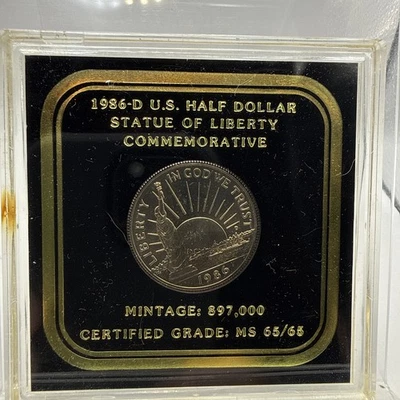 1986-D U.S. HALF DOLLAR
STATUE OF LIBERTY
COMMEMORATIVE
IN GOD WE TRUST
LIBERTY
1986
MINTAGE: 897,000
CERTIFIED GRADE: MS 65/65